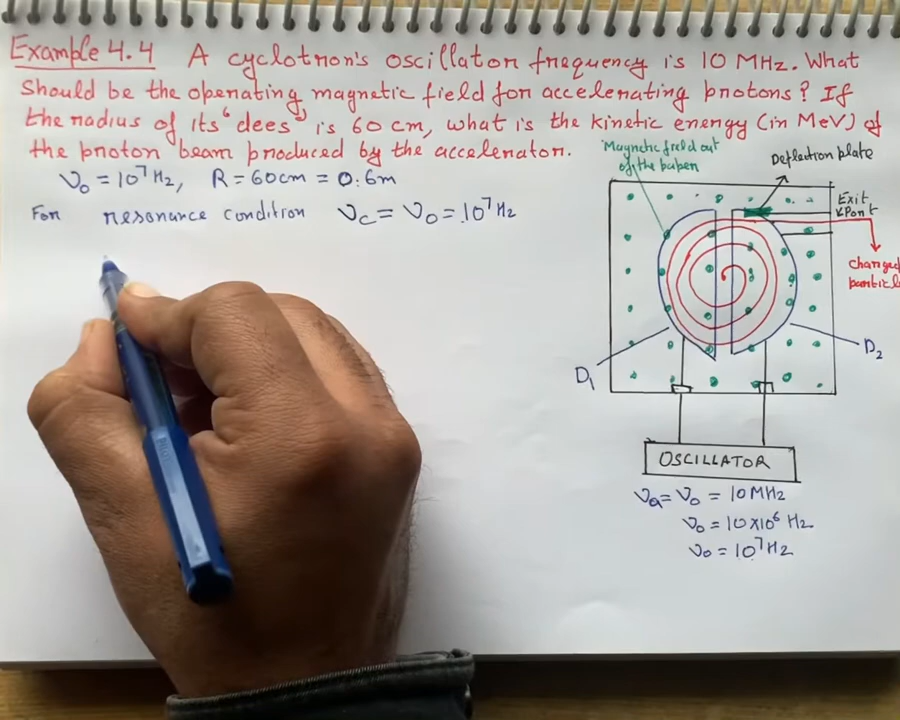 Example 4.4 A cyclotron's oscillator frequency is 10 MHz. What
should be the operating magnetic field for accelerating protons? If
the radius of its "dees" is 60 cm, what is the kinetic energy (in MeV) of
the proton beam produced by the accelerator.
ν₀ = 10⁷ Hz, R = 60cm = 0.6m
For resonance condition ν_c = ν₀ = 10⁷ Hz
Magnetic field out
of the paper
Deflection plate
Exit
Port
Charged
D₁
D₂
OSCILLATOR
ν_a = ν₀ = 10 MHz
ν₀ = 10×10⁶ Hz
ν₀ = 10⁷ Hz